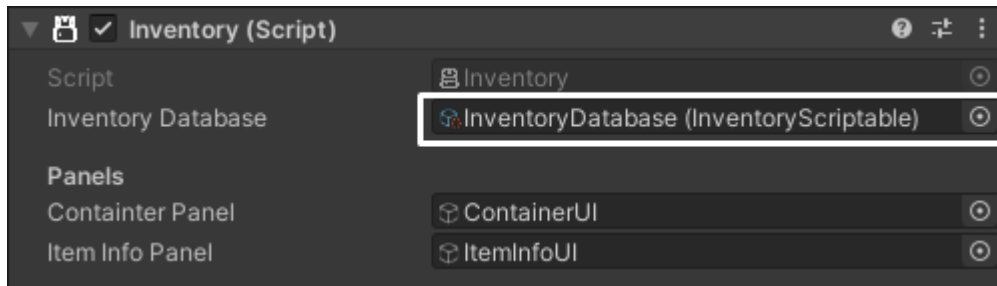 Inventory (Script)
Script Inventory
Inventory Database InventoryDatabase (InventoryScriptable)
Panels
Containter Panel ContainerUI
Item Info Panel ItemInfoUI